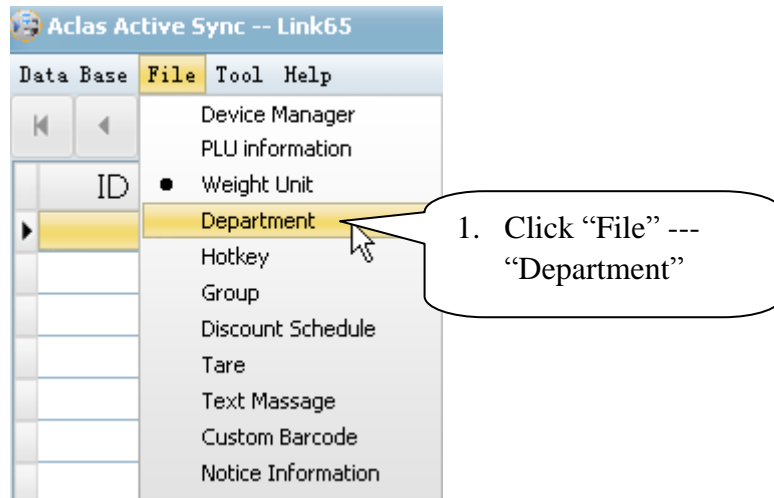 Aclas Active Sync -- Link65
Data Base File Tool Help
Device Manager
PLU information
ID
Weight Unit
Department
Hotkey
Group
Discount Schedule
Tare
Text Massage
Custom Barcode
Notice Information
1. Click “File” ---
“Department”